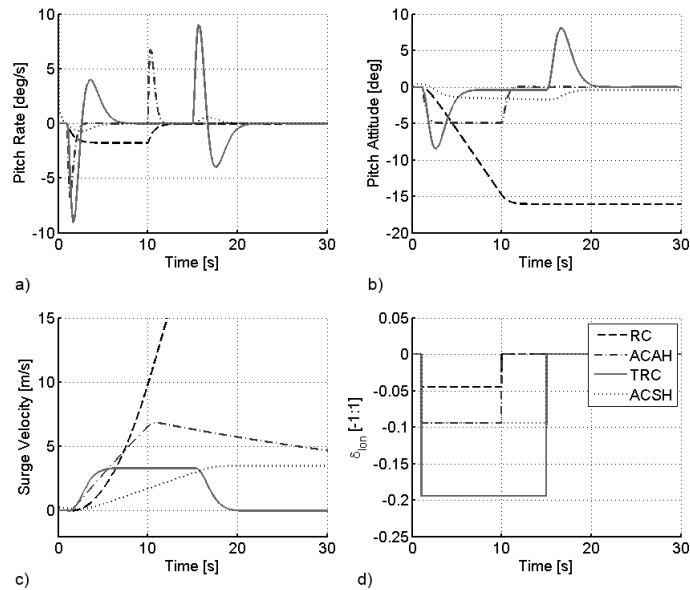 10
5
0
-5
-10
Pitch Rate [deg/s]
0 10 20 30
Time [s]
a)
10
5
0
-5
-10
-15
-20
Pitch Attitude [deg]
0 10 20 30
Time [s]
b)
15
10
5
0
Surge Velocity [m/s]
0 10 20 30
Time [s]
c)
0.05
0
-0.05
-0.1
-0.15
-0.2
-0.25
δlon [-1:1]
RC
ACAH
TRC
ACSH
0 10 20 30
Time [s]
d)